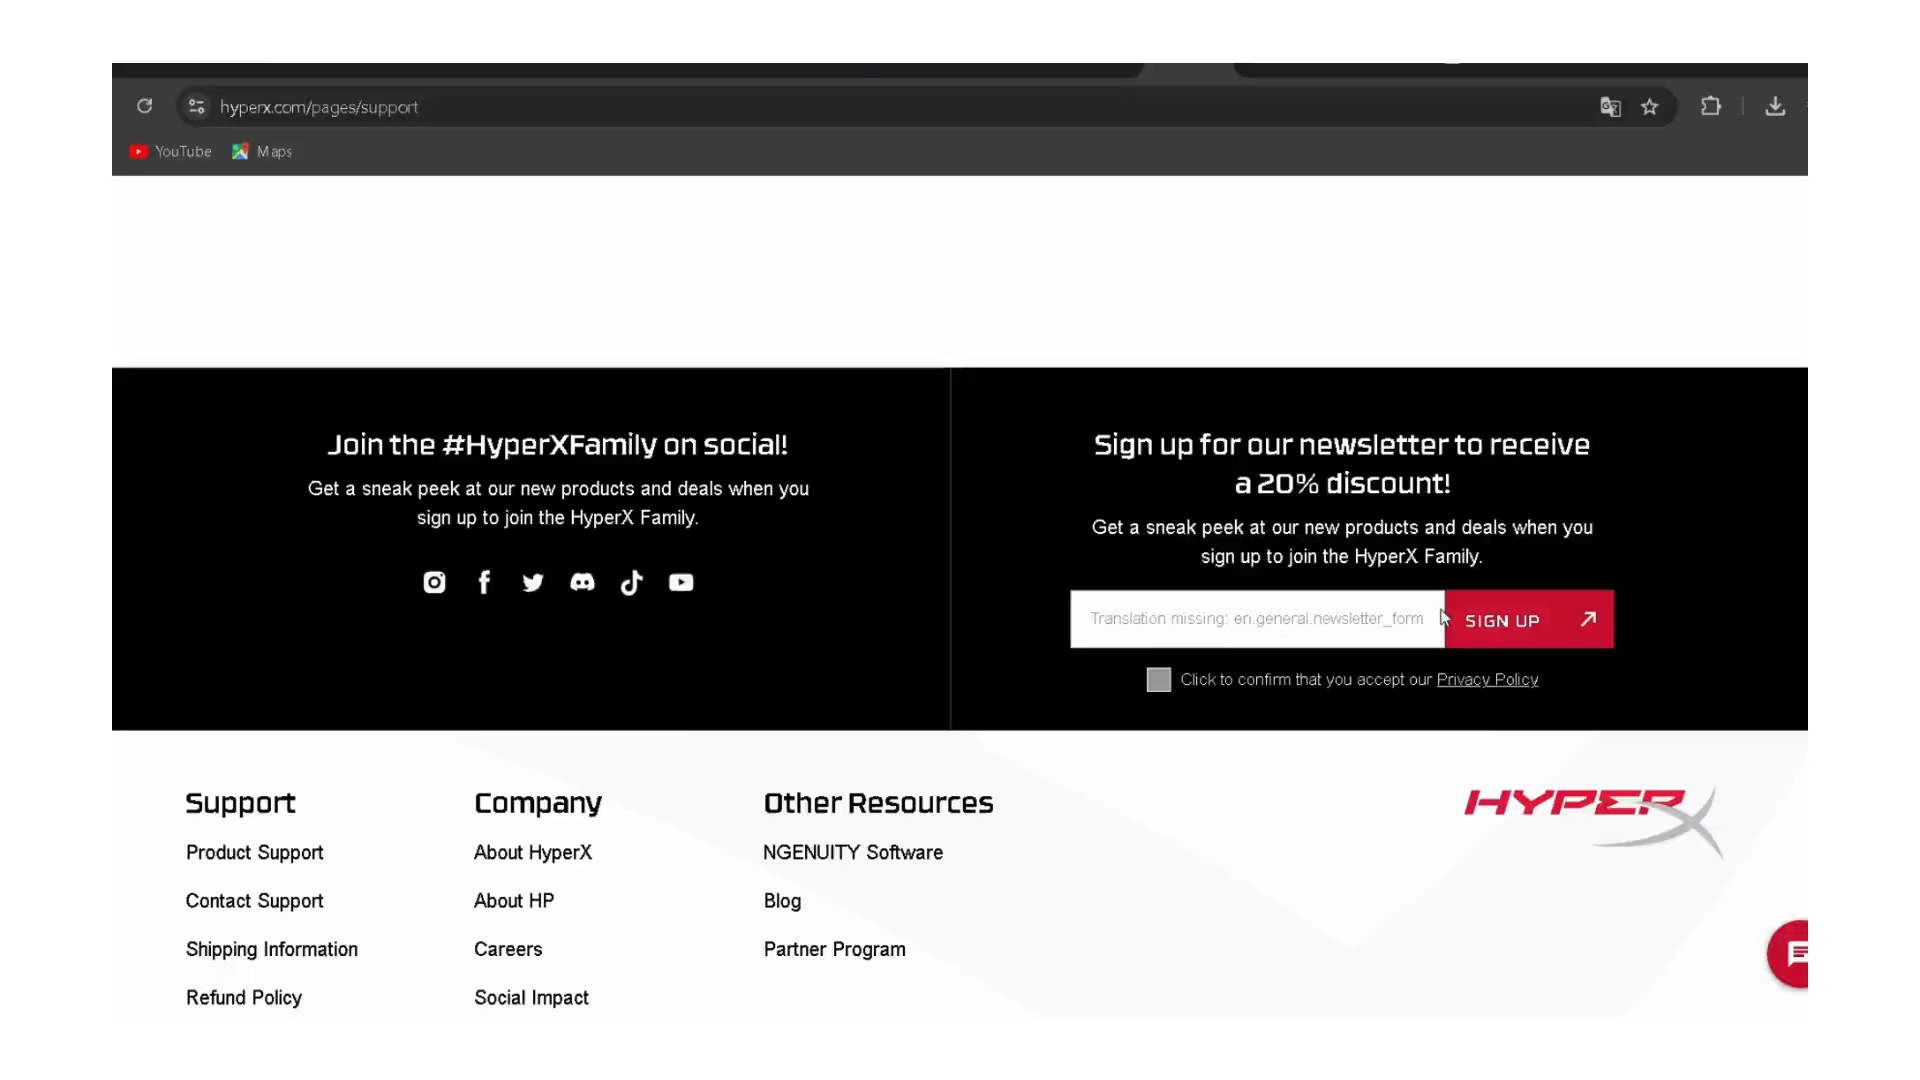 hyperx.com/pages/support
YouTube
Maps
Join the #HyperXFamily on social!
Get a sneak peek at our new products and deals when you
sign up to join the HyperX Family.
Sign up for our newsletter to receive
a 20% discount!
Get a sneak peek at our new products and deals when you
sign up to join the HyperX Family.
Translation missing: en.general.newsletter_form
SIGN UP
Click to confirm that you accept our Privacy Policy
Support
Product Support
Contact Support
Shipping Information
Refund Policy
Company
About HyperX
About HP
Careers
Social Impact
Other Resources
NGENUITY Software
Blog
Partner Program
HYPERX